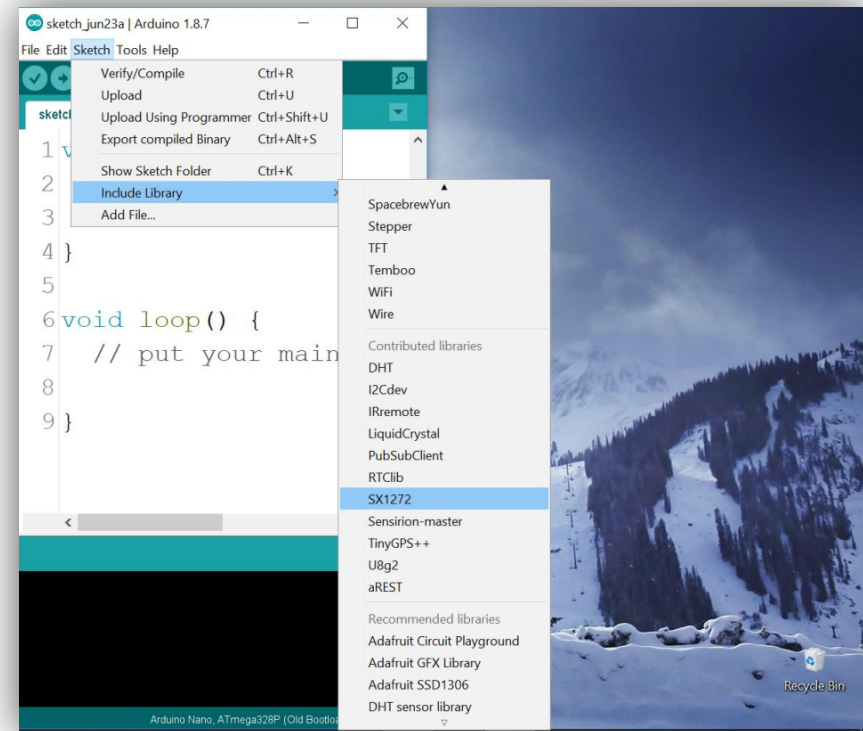 sketch_jun23a | Arduino 1.8.7
File Edit Sketch Tools Help
Verify/Compile Ctrl+R
Upload Ctrl+U
Upload Using Programmer Ctrl+Shift+U
Export compiled Binary Ctrl+Alt+S
Show Sketch Folder Ctrl+K
Include Library
Add File...
sketc
1 v
2
3
4 }
5
6 void loop() {
7 // put your main
8
9 }
SpacebrewYun
Stepper
TFT
Temboo
WiFi
Wire
Contributed libraries
DHT
I2Cdev
IRremote
LiquidCrystal
PubSubClient
RTClib
SX1272
Sensirion-master
TinyGPS++
U8g2
aREST
Recommended libraries
Adafruit Circuit Playground
Adafruit GFX Library
Adafruit SSD1306
DHT sensor library
Recycle Bin
Arduino Nano, ATmega328P (Old Bootloa